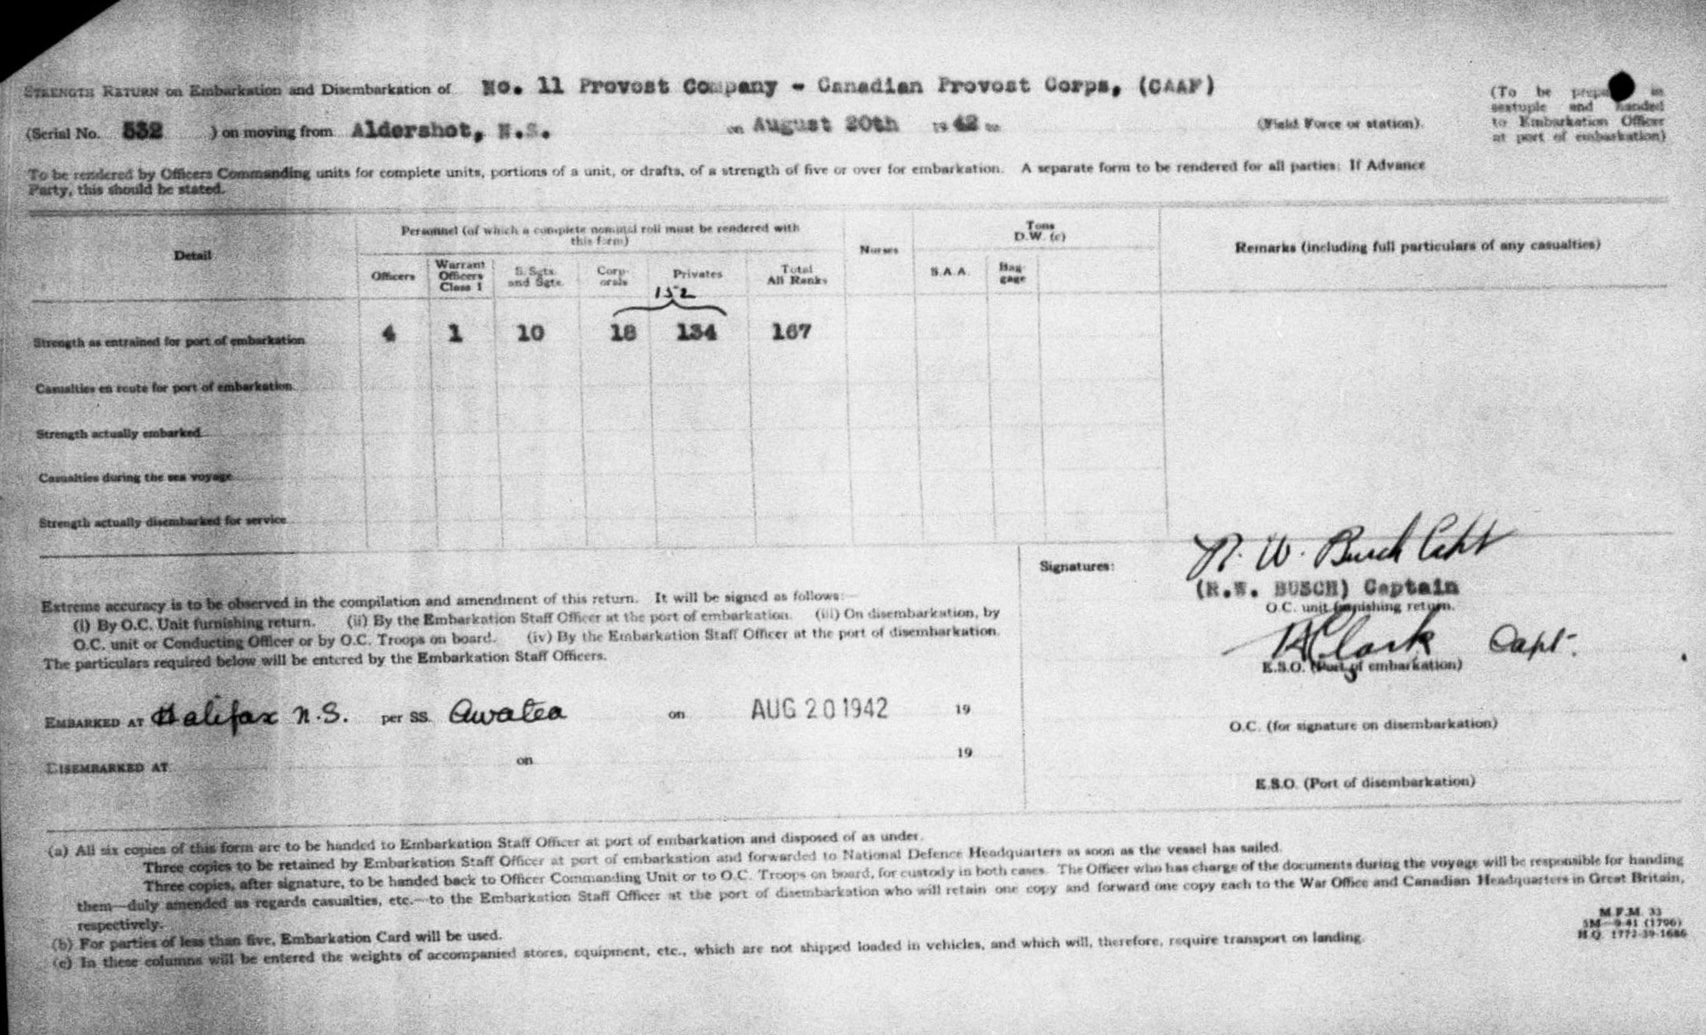 STRENGTH RETURN on Embarkation and Disembarkation of No. 11 Provost Company - Canadian Provost Corps, (CAAF)
(To be prepared in sextuple and handed to Embarkation Officer at port of embarkation)
(Serial No. 532 ) on moving from Aldershot, N.S. on August 20th 19 42 to (Field Force or station).
To be rendered by Officers Commanding units for complete units, portions of a unit, or drafts, of a strength of five or over for embarkation. A separate form to be rendered for all parties; If Advance
Party, this should be stated.
Detail
Personnel (of which a complete nominal roll must be rendered with
this form)
Nurses
Tons
D.W. (c)
Remarks (including full particulars of any casualties)
Officers
Warrant
Officers
Class I
S. Sgts.
and Sgts.
Corp-
orals
Privates
Total
All Ranks
S.A.A.
Bag-
gage
152
Strength as entrained for port of embarkation 4 1 10 18 134 167
Casualties en route for port of embarkation
Strength actually embarked
Casualties during the sea voyage
Strength actually disembarked for service
Extreme accuracy is to be observed in the compilation and amendment of this return. It will be signed as follows:—
(i) By O.C. Unit furnishing return. (ii) By the Embarkation Staff Officer at the port of embarkation. (iii) On disembarkation, by
O.C. unit or Conducting Officer or by O.C. Troops on board. (iv) By the Embarkation Staff Officer at the port of disembarkation.
The particulars required below will be entered by the Embarkation Staff Officers.
EMBARKED AT Halifax N.S. per SS. Awatea on AUG 20 1942 19
DISEMBARKED AT on 19
Signatures:
R. W. Busch Capt
(R.W. BUSCH) Captain
O.C. unit furnishing return.
Clark Capt.
E.S.O. (Port of embarkation)
O.C. (for signature on disembarkation)
E.S.O. (Port of disembarkation)
(a) All six copies of this form are to be handed to Embarkation Staff Officer at port of embarkation and disposed of as under.
Three copies to be retained by Embarkation Staff Officer at port of embarkation and forwarded to National Defence Headquarters as soon as the vessel has sailed.
Three copies, after signature, to be handed back to Officer Commanding Unit or to O.C. Troops on board, for custody in both cases. The Officer who has charge of the documents during the voyage will be responsible for handing
them—duly amended as regards casualties, etc.—to the Embarkation Staff Officer at the port of disembarkation who will retain one copy and forward one copy each to the War Office and Canadian Headquarters in Great Britain,
respectively.
(b) For parties of less than five, Embarkation Card will be used.
(c) In these columns will be entered the weights of accompanied stores, equipment, etc., which are not shipped loaded in vehicles, and which will, therefore, require transport on landing.
M.F.M. 33
5M—9-41 (1796)
H.Q. 1772-39-1686